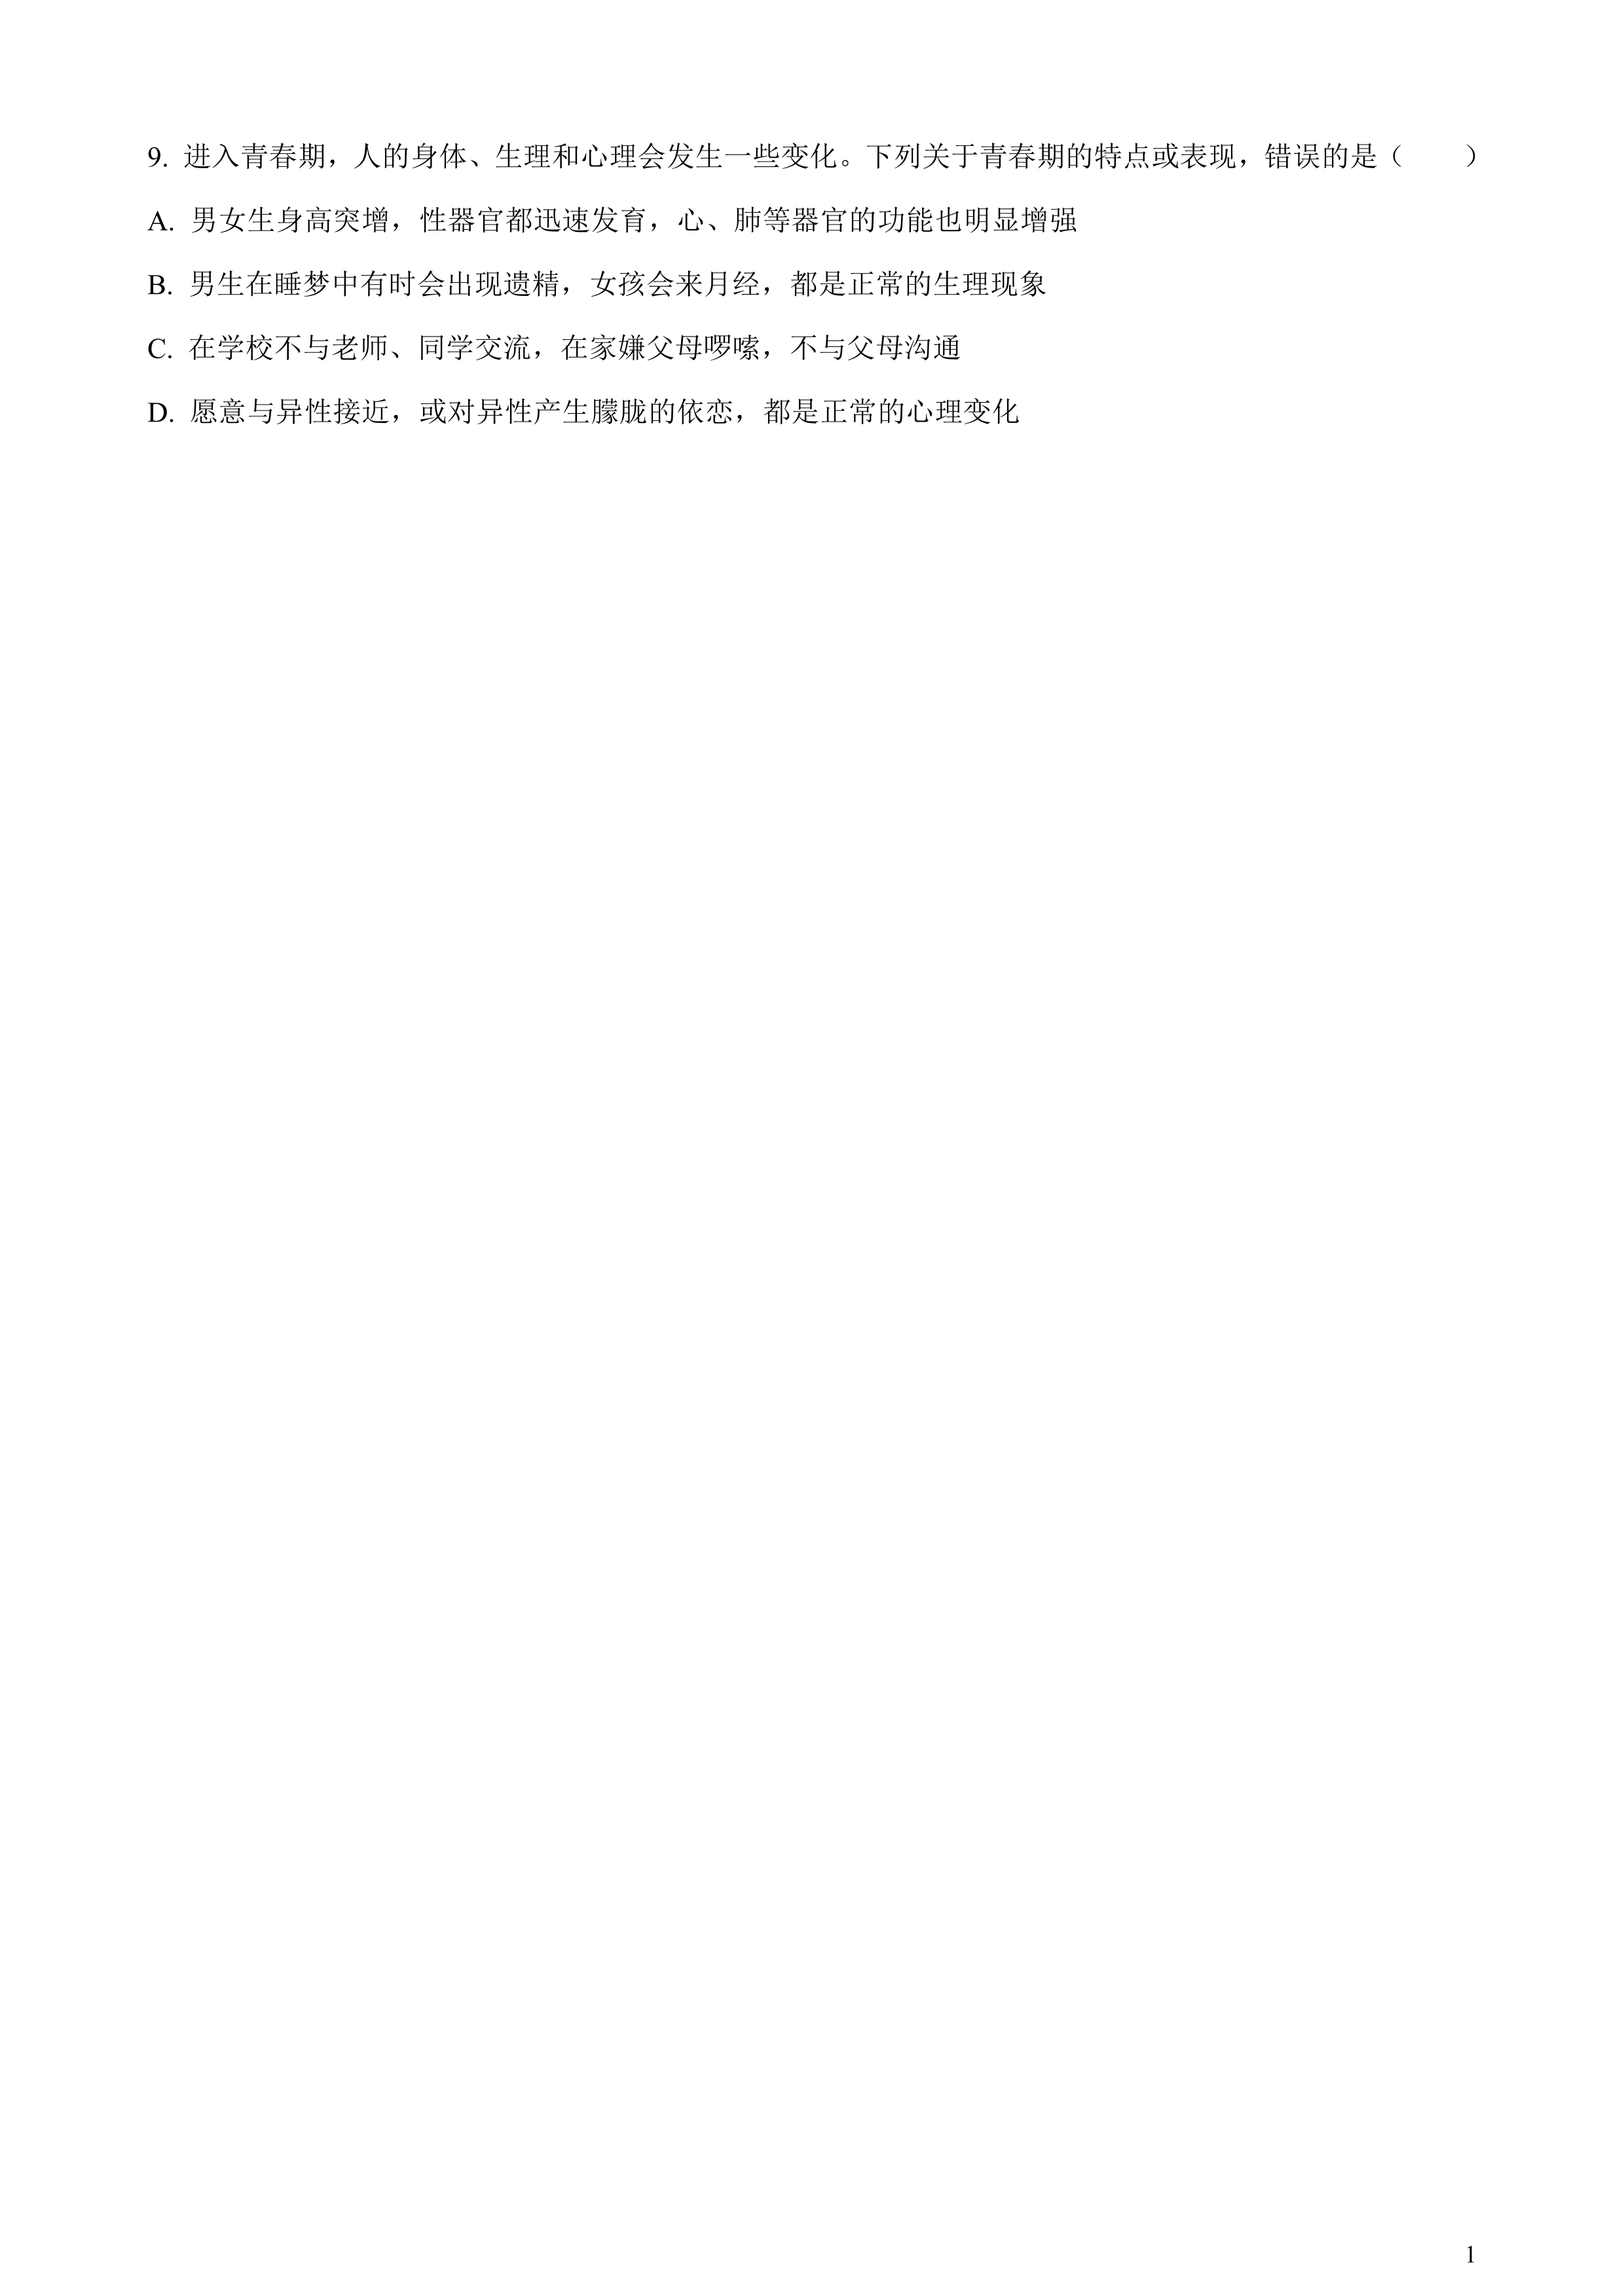 9. 进入青春期，人的身体、生理和心理会发生一些变化。下列关于青春期的特点或表现，错误的是（　　）
A. 男女生身高突增，性器官都迅速发育，心、肺等器官的功能也明显增强
B. 男生在睡梦中有时会出现遗精，女孩会来月经，都是正常的生理现象
C. 在学校不与老师、同学交流，在家嫌父母啰嗦，不与父母沟通
D. 愿意与异性接近，或对异性产生朦胧的依恋，都是正常的心理变化
1